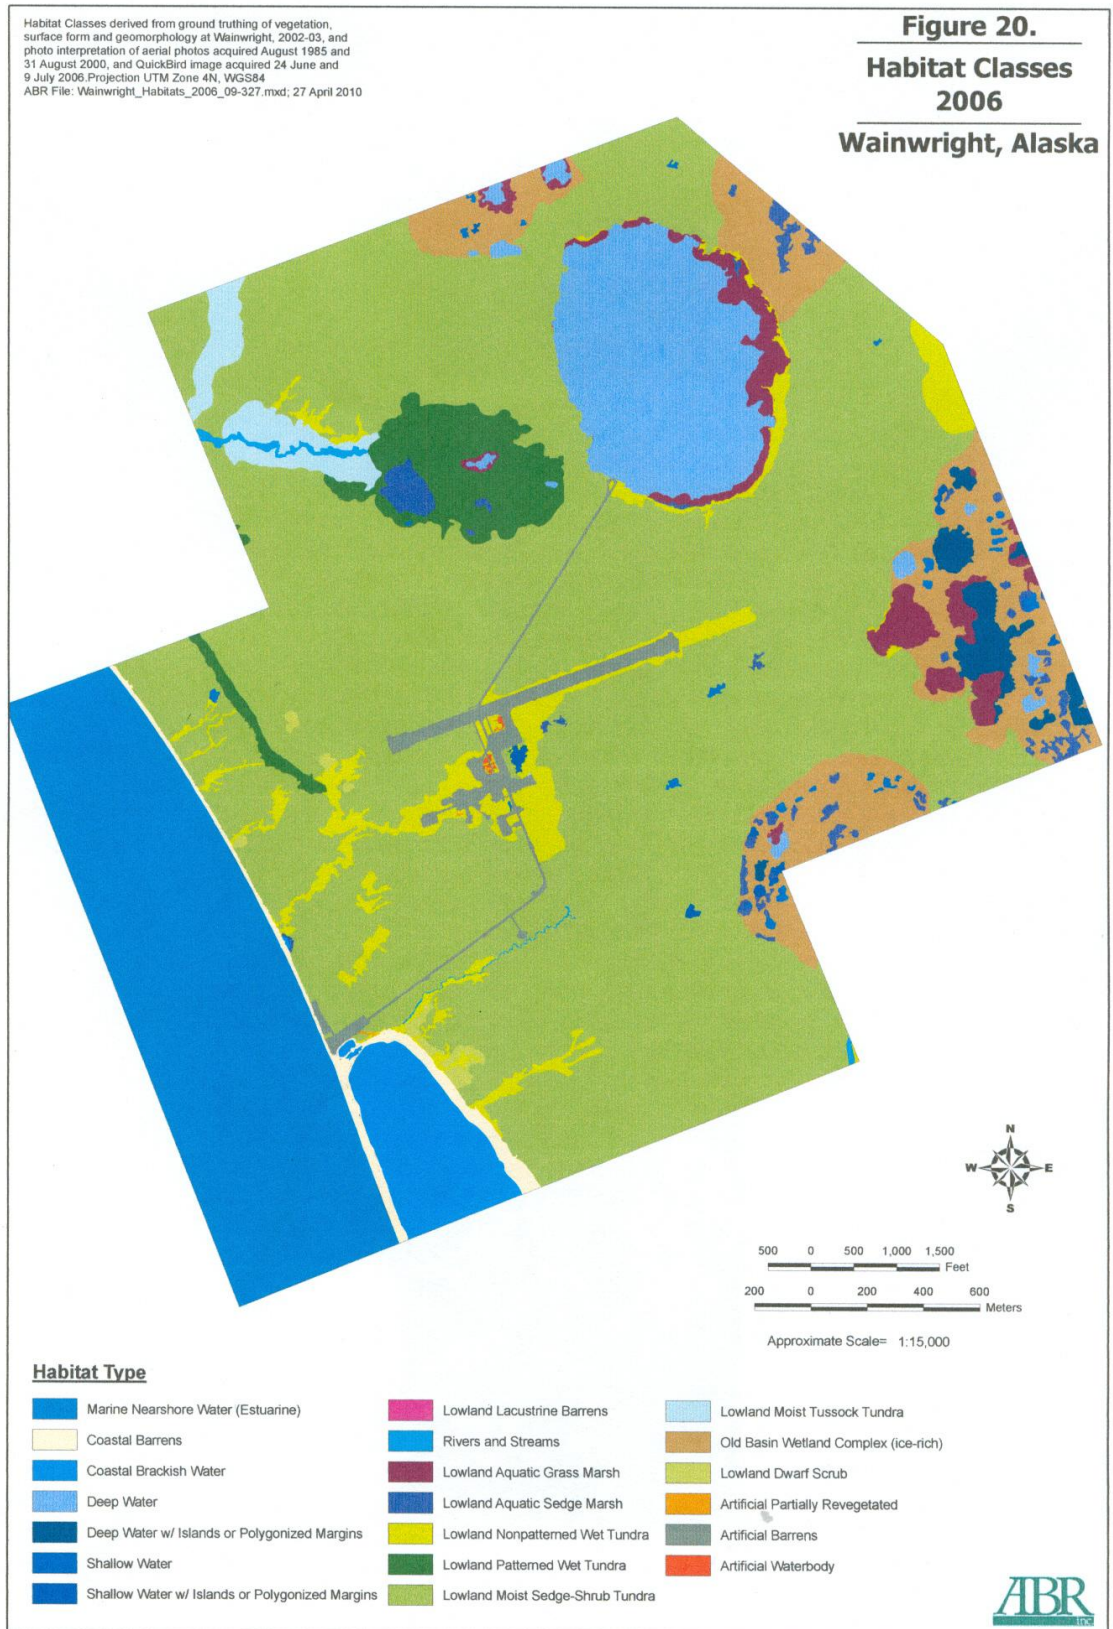 Habitat Classes derived from ground truthing of vegetation,
surface form and geomorphology at Wainwright, 2002-03, and
photo interpretation of aerial photos acquired August 1985 and
31 August 2000, and QuickBird image acquired 24 June and
9 July 2006.Projection UTM Zone 4N, WGS84
ABR File: Wainwright_Habitats_2006_09-327.mxd; 27 April 2010
Figure 20.
Habitat Classes
2006
Wainwright, Alaska
N
W E
S
500 0 500 1,000 1,500
Feet
200 0 200 400 600
Meters
Approximate Scale= 1:15,000
Habitat Type
Marine Nearshore Water (Estuarine)
Coastal Barrens
Coastal Brackish Water
Deep Water
Deep Water w/ Islands or Polygonized Margins
Shallow Water
Shallow Water w/ Islands or Polygonized Margins
Lowland Lacustrine Barrens
Rivers and Streams
Lowland Aquatic Grass Marsh
Lowland Aquatic Sedge Marsh
Lowland Nonpatterned Wet Tundra
Lowland Patterned Wet Tundra
Lowland Moist Sedge-Shrub Tundra
Lowland Moist Tussock Tundra
Old Basin Wetland Complex (ice-rich)
Lowland Dwarf Scrub
Artificial Partially Revegetated
Artificial Barrens
Artificial Waterbody
ABR
inc